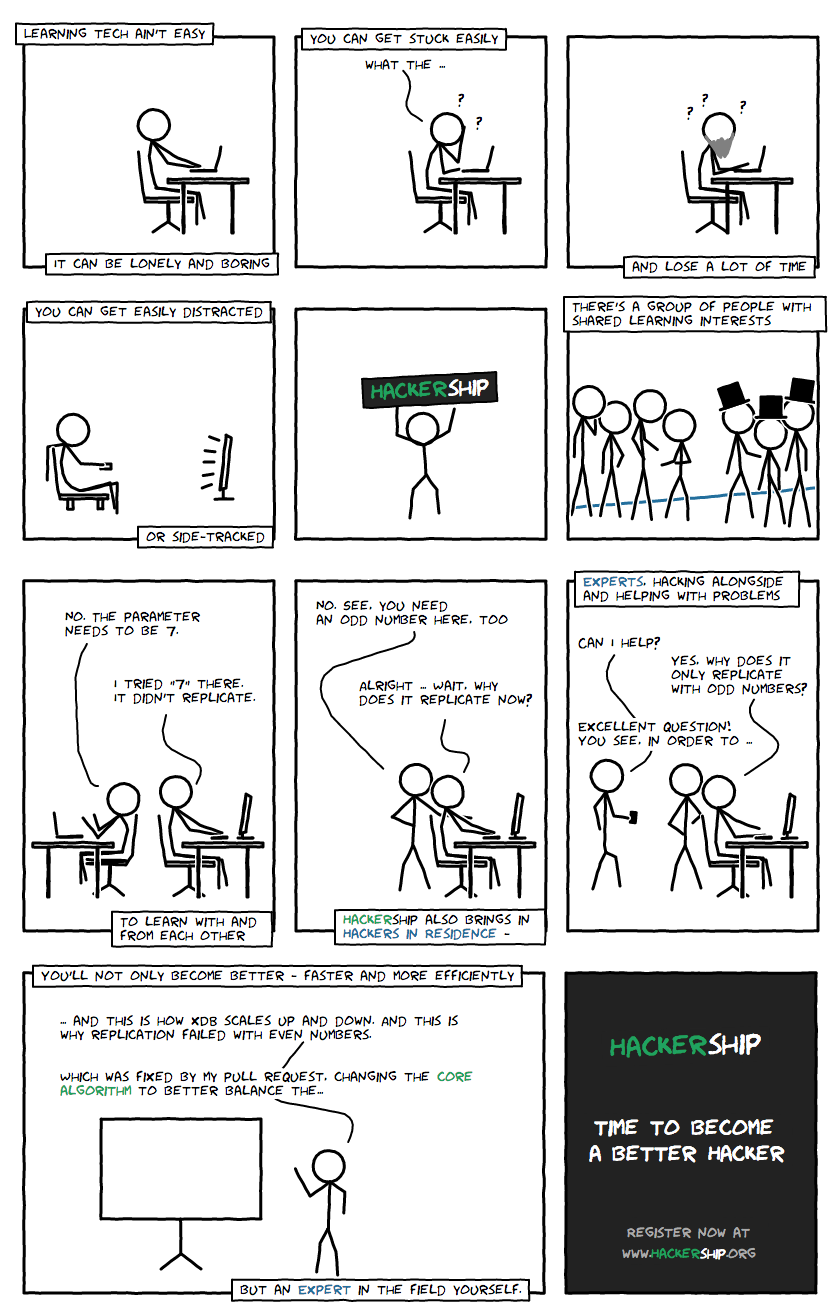 LEARNING TECH AIN'T EASY
IT CAN BE LONELY AND BORING
YOU CAN GET STUCK EASILY
WHAT THE ...
?
?
?
?
?
AND LOSE A LOT OF TIME
YOU CAN GET EASILY DISTRACTED
OR SIDE-TRACKED
HACKERSHIP
THERE'S A GROUP OF PEOPLE WITH
SHARED LEARNING INTERESTS
NO, THE PARAMETER
NEEDS TO BE 7.
I TRIED "7" THERE.
IT DIDN'T REPLICATE.
TO LEARN WITH AND
FROM EACH OTHER
NO, SEE, YOU NEED
AN ODD NUMBER HERE, TOO
ALRIGHT ... WAIT, WHY
DOES IT REPLICATE NOW?
HACKERSHIP ALSO BRINGS IN
HACKERS IN RESIDENCE -
EXPERTS, HACKING ALONGSIDE
AND HELPING WITH PROBLEMS
CAN I HELP?
YES, WHY DOES IT
ONLY REPLICATE
WITH ODD NUMBERS?
EXCELLENT QUESTION!
YOU SEE, IN ORDER TO ...
YOU'LL NOT ONLY BECOME BETTER - FASTER AND MORE EFFICIENTLY
... AND THIS IS HOW XDB SCALES UP AND DOWN. AND THIS IS
WHY REPLICATION FAILED WITH EVEN NUMBERS.
WHICH WAS FIXED BY MY PULL REQUEST, CHANGING THE CORE
ALGORITHM TO BETTER BALANCE THE...
BUT AN EXPERT IN THE FIELD YOURSELF.
HACKERSHIP
TIME TO BECOME
A BETTER HACKER
REGISTER NOW AT
WWW.HACKERSHIP.ORG